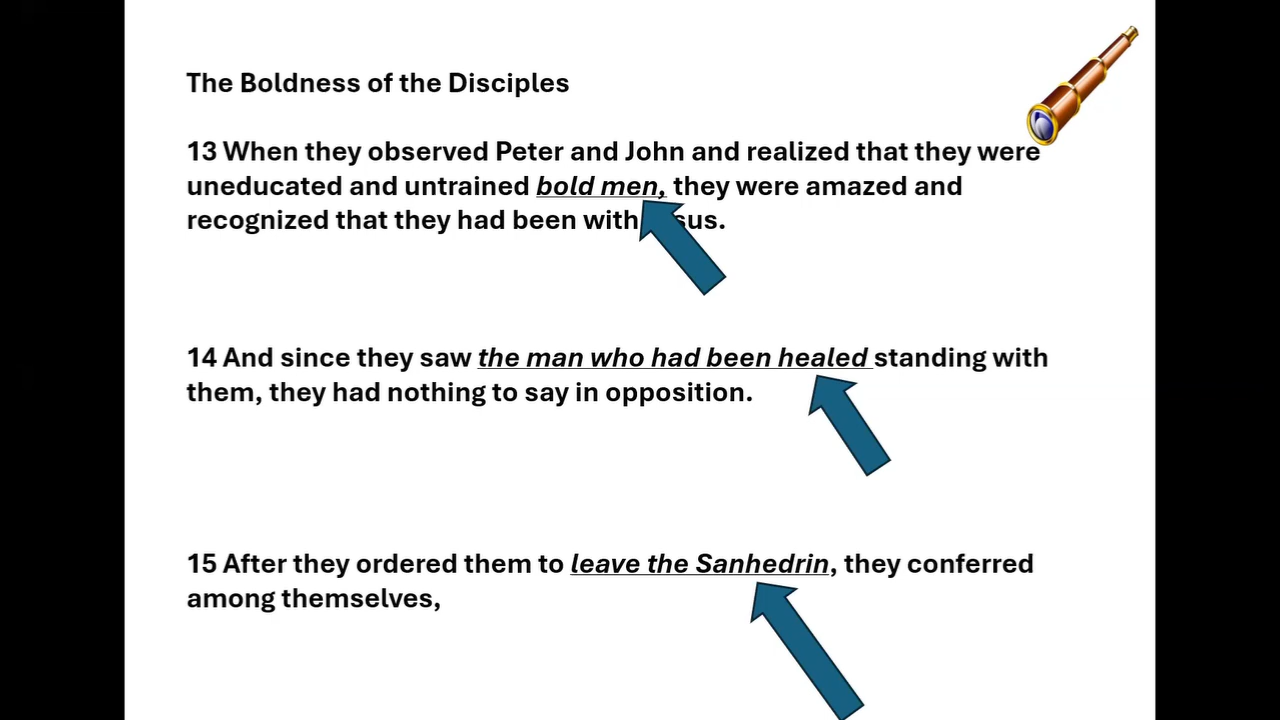 The Boldness of the Disciples
13 When they observed Peter and John and realized that they were
uneducated and untrained bold men, they were amazed and
recognized that they had been with sus.
14 And since they saw the man who had been healed standing with
them, they had nothing to say in opposition.
15 After they ordered them to leave the Sanhedrin, they conferred
among themselves,